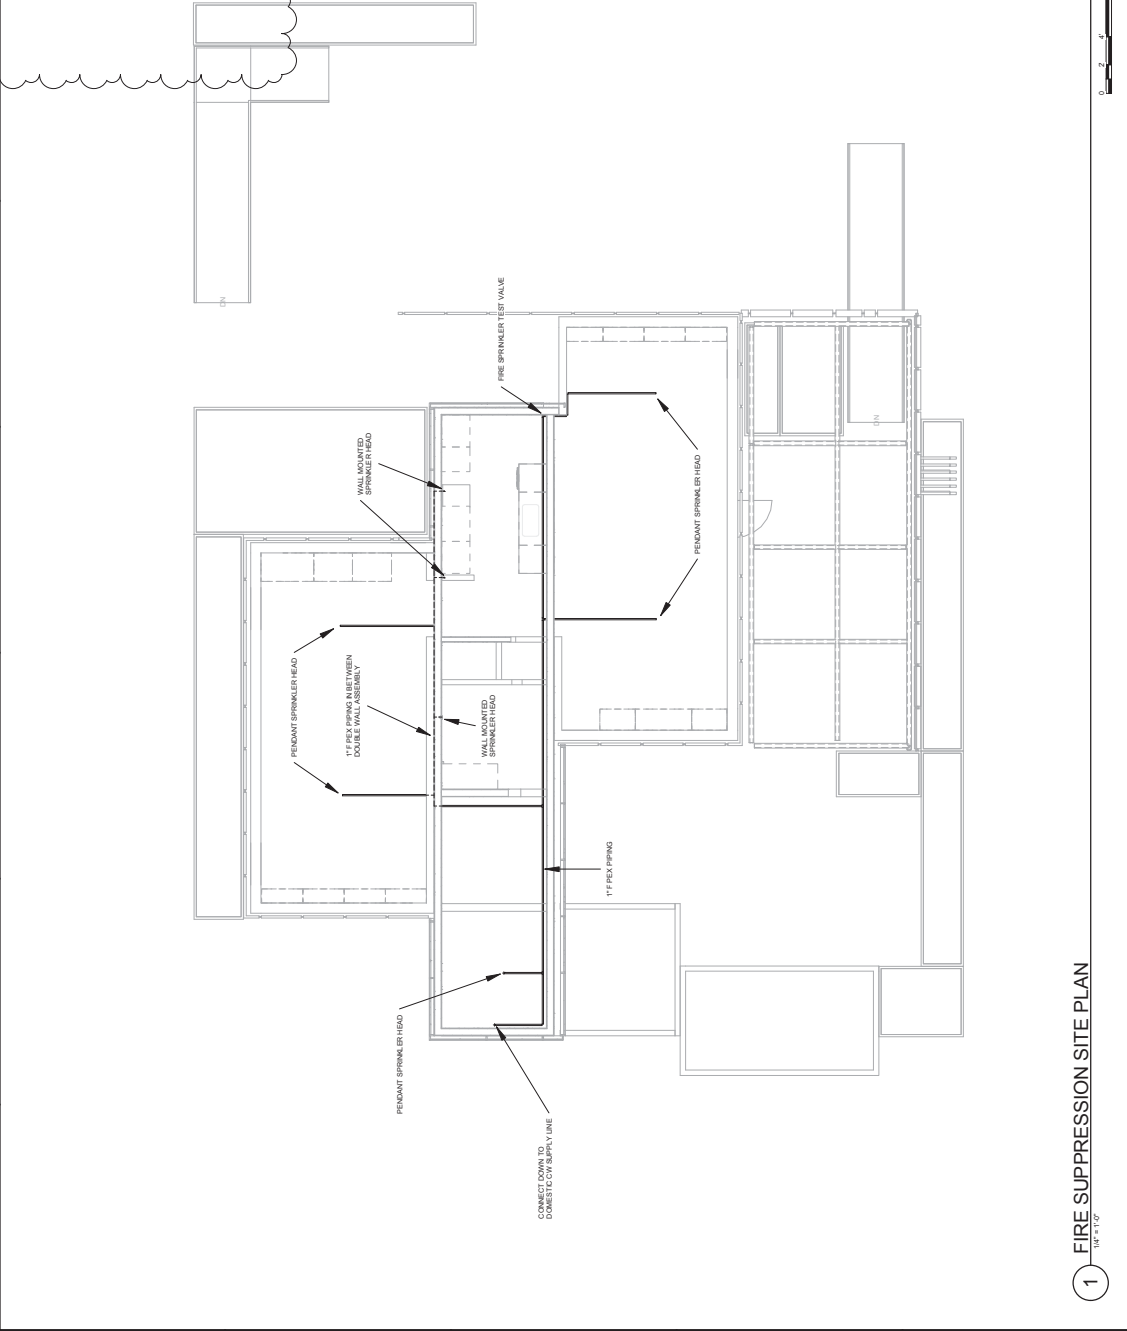 DN
FIRE SPRINKLER TEST VALVE
WALL MOUNTED
SPRINKLER HEAD
PENDANT SPRINKLER HEAD
DN
PENDANT SPRINKLER HEAD
1" F PEX PIPING IN BETWEEN
DOUBLE WALL ASSEMBLY
WALL MOUNTED
SPRINKLER HEAD
1" F PEX PIPING
PENDANT SPRINKLER HEAD
CONNECT DOWN TO
DOMESTIC CW SUPPLY LINE
1
FIRE SUPPRESSION SITE PLAN
1/4" = 1'-0"
0 2 4'